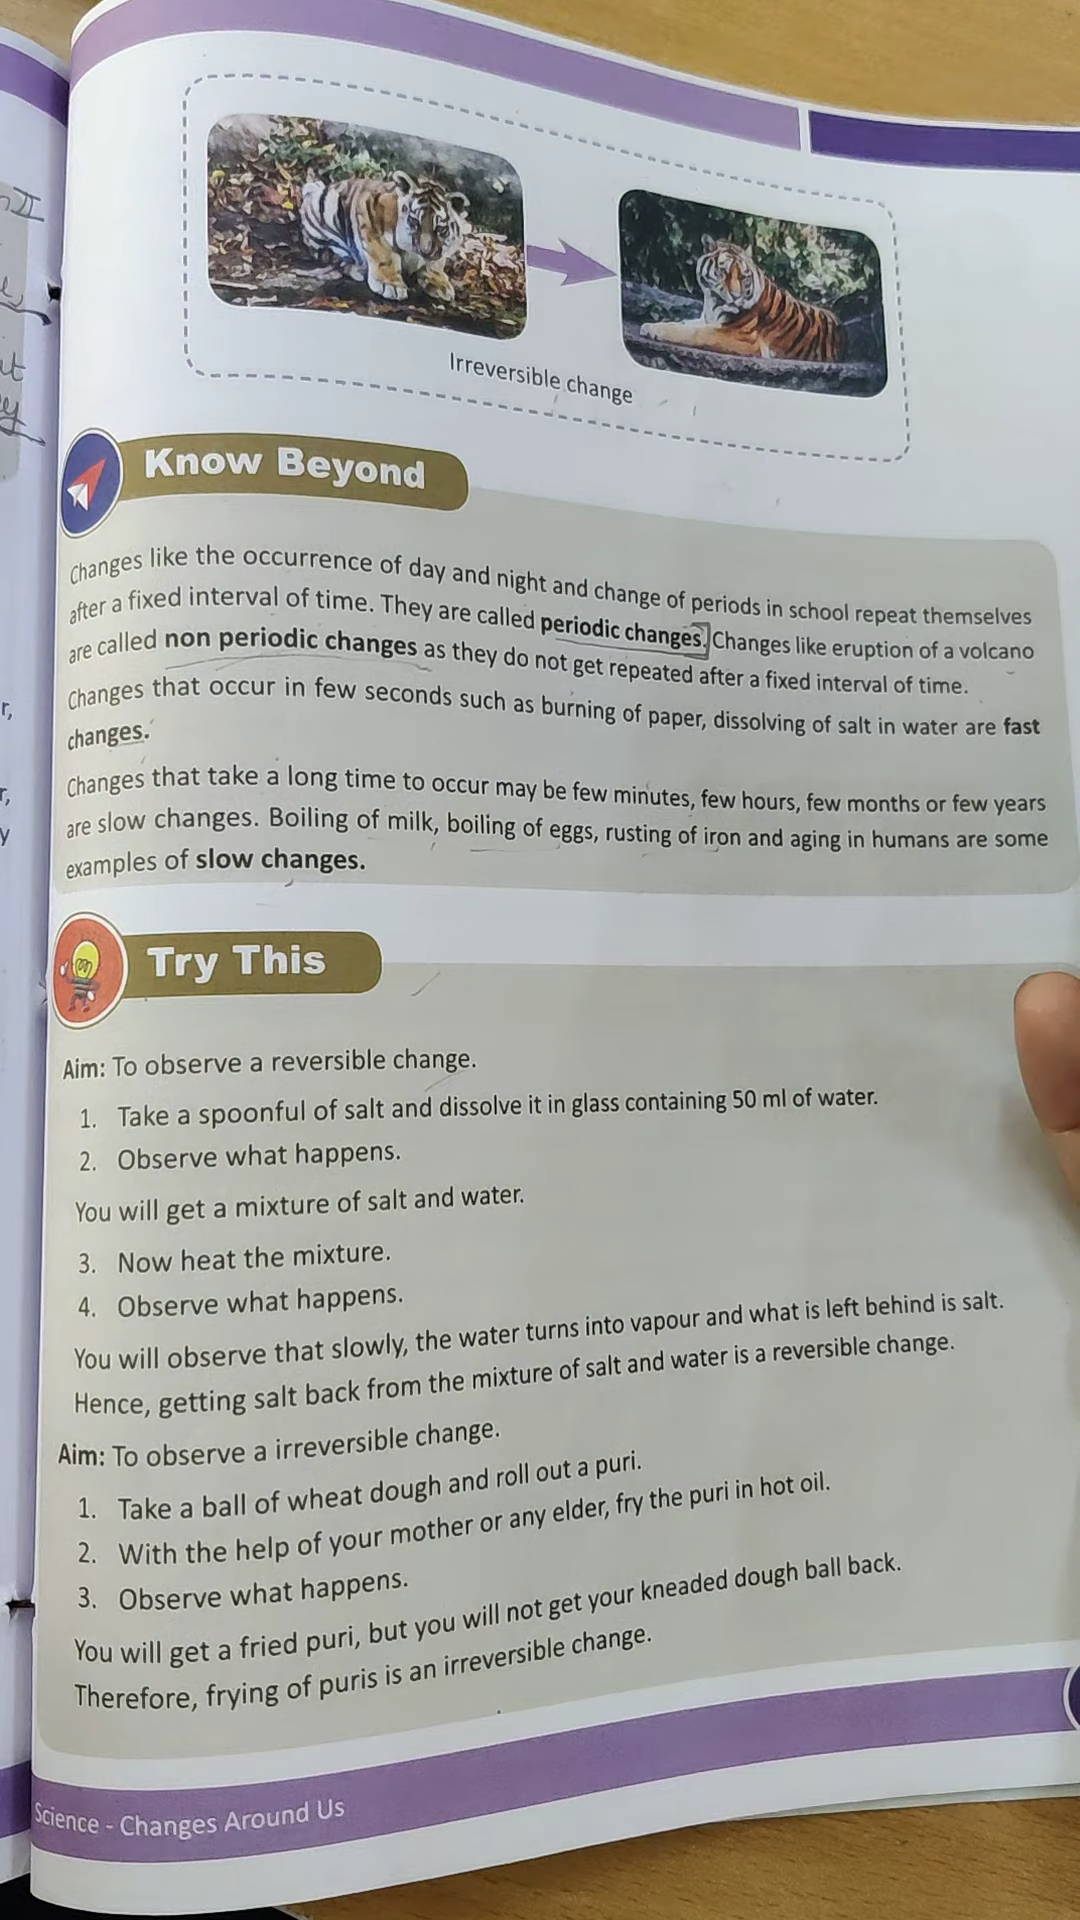 Irreversible change
Know Beyond
Changes like the occurrence of day and night and change of periods in school repeat themselves
after a fixed interval of time. They are called periodic changes. Changes like eruption of a volcano
are called non periodic changes as they do not get repeated after a fixed interval of time.
Changes that occur in few seconds such as burning of paper, dissolving of salt in water are fast
changes.
Changes that take a long time to occur may be few minutes, few hours, few months or few years
are slow changes. Boiling of milk, boiling of eggs, rusting of iron and aging in humans are some
examples of slow changes.
Try This
Aim: To observe a reversible change.
1. Take a spoonful of salt and dissolve it in glass containing 50 ml of water.
2. Observe what happens.
You will get a mixture of salt and water.
3. Now heat the mixture.
4. Observe what happens.
You will observe that slowly, the water turns into vapour and what is left behind is salt.
Hence, getting salt back from the mixture of salt and water is a reversible change.
Aim: To observe a irreversible change.
1. Take a ball of wheat dough and roll out a puri.
2. With the help of your mother or any elder, fry the puri in hot oil.
3. Observe what happens.
You will get a fried puri, but you will not get your kneaded dough ball back.
Therefore, frying of puris is an irreversible change.
Science - Changes Around Us